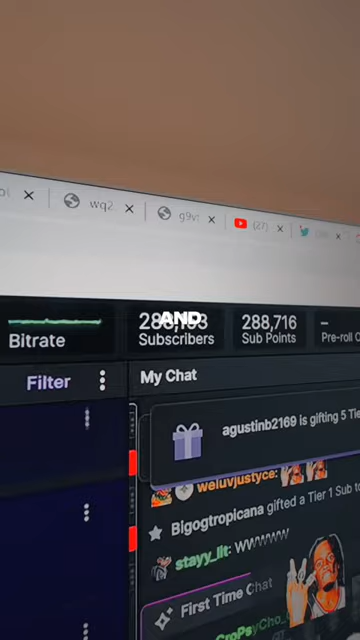 wq2
g9v
(27)
AND
Bitrate
Subscribers
288,716
Sub Points
Pre-roll
Filter
My Chat
agustinb2169 is gifting 5 Tie
weluvjustyce:
Bigogtropicana gifted a Tier 1 Sub to
stayy_lit: WWWWWW
First Time Chat